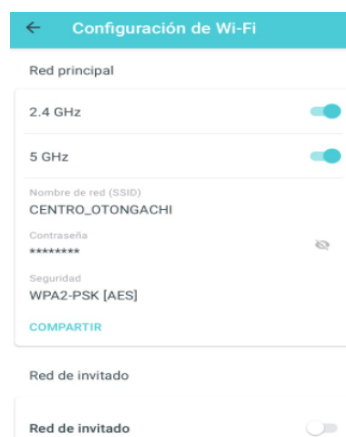 Configuración de Wi-Fi
Red principal
2.4 GHz
5 GHz
Nombre de red (SSID)
CENTRO_OTONGACHI
Contraseña
********
Seguridad
WPA2-PSK [AES]
COMPARTIR
Red de invitado
Red de invitado